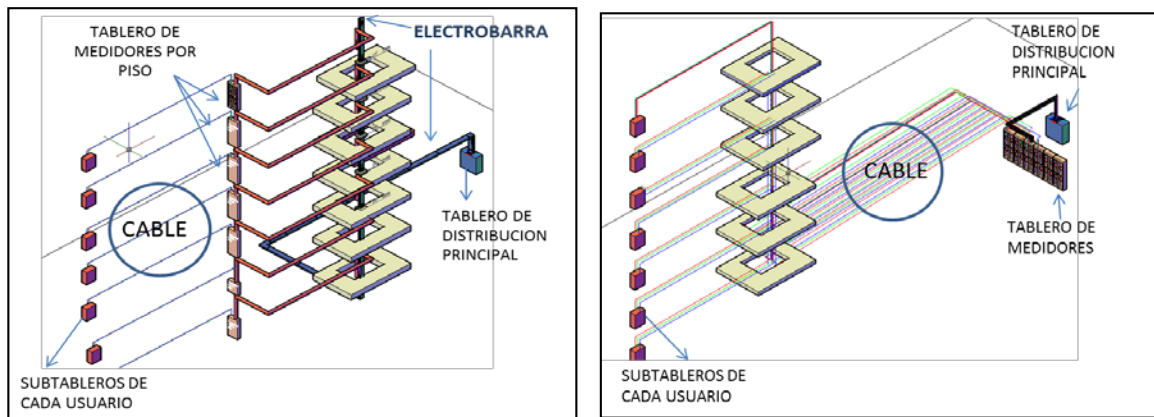 TABLERO DE
MEDIDORES POR
PISO
ELECTROBARRA
CABLE
TABLERO DE
DISTRIBUCION
PRINCIPAL
SUBTABLEROS DE
CADA USUARIO
TABLERO DE
DISTRIBUCION
PRINCIPAL
CABLE
TABLERO DE
MEDIDORES
SUBTABLEROS DE
CADA USUARIO